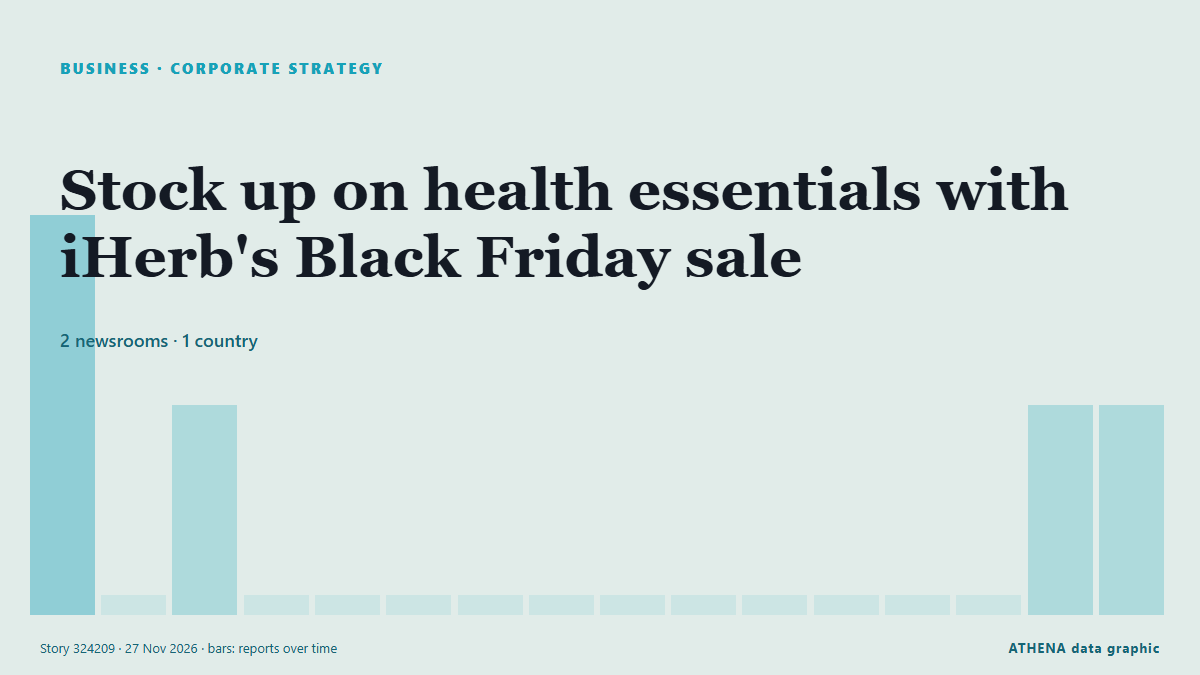 BUSINESS · CORPORATE STRATEGY
Stock up on health essentials with
iHerb's Black Friday sale
2 newsrooms · 1 country
Story 324209 · 27 Nov 2026 · bars: reports over time
ATHENA data graphic